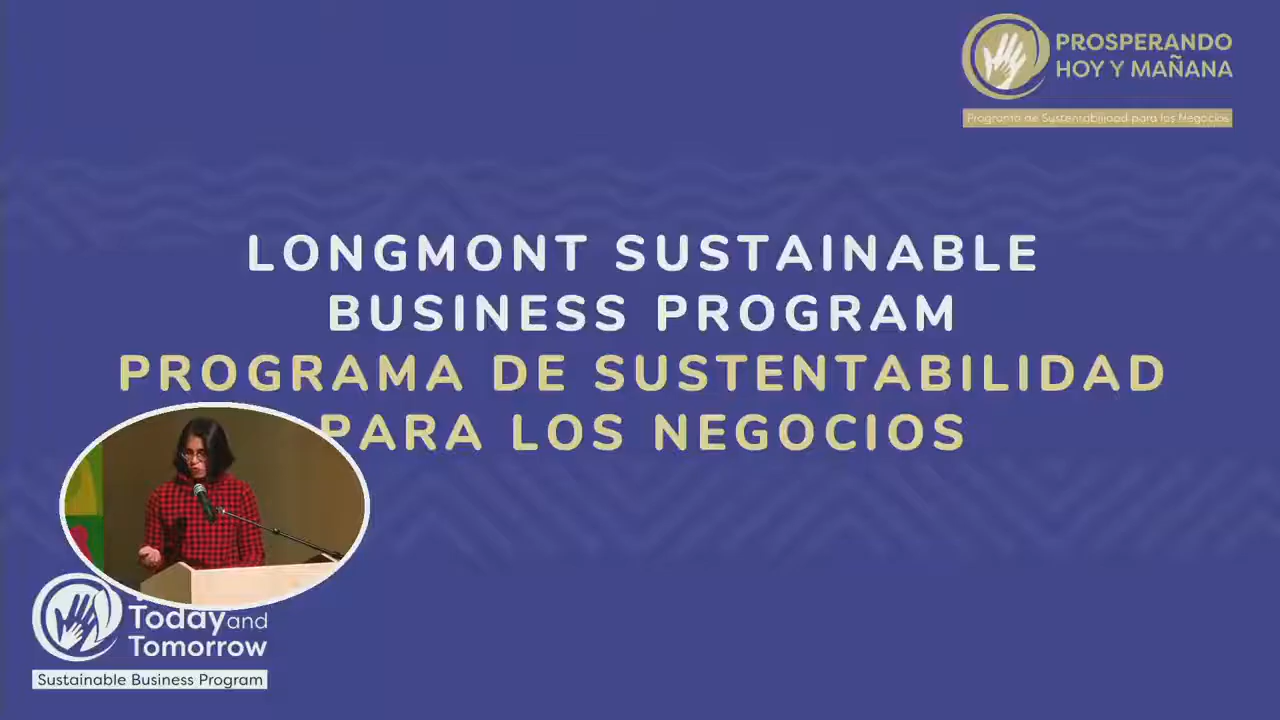 PROSPERANDO
HOY Y MAÑANA
Programa de Sustentabilidad para los Negocios
LONGMONT SUSTAINABLE
BUSINESS PROGRAM
PROGRAMA DE SUSTENTABILIDAD
PARA LOS NEGOCIOS
Today and
Tomorrow
Sustainable Business Program